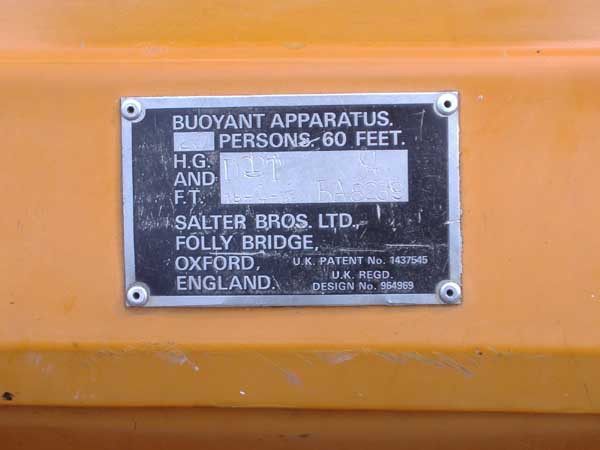 BUOYANT APPARATUS.
PERSONS. 60 FEET.
H.G.
AND
F.T.
SALTER BROS. LTD.,
FOLLY BRIDGE,
OXFORD, U.K. PATENT No. 1437545
U.K. REGD.
ENGLAND. DESIGN No. 964969